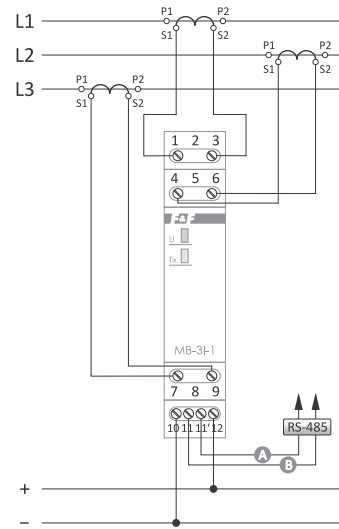 L1 P1 P2
S1 S2
L2 P1 P2
S1 S2
L3 P1 P2
S1 S2
1 2 3
4 5 6
F&F
U
Tx
MB-3I-1
7 8 9
10 11 11' 12
RS-485
A
B
+
−